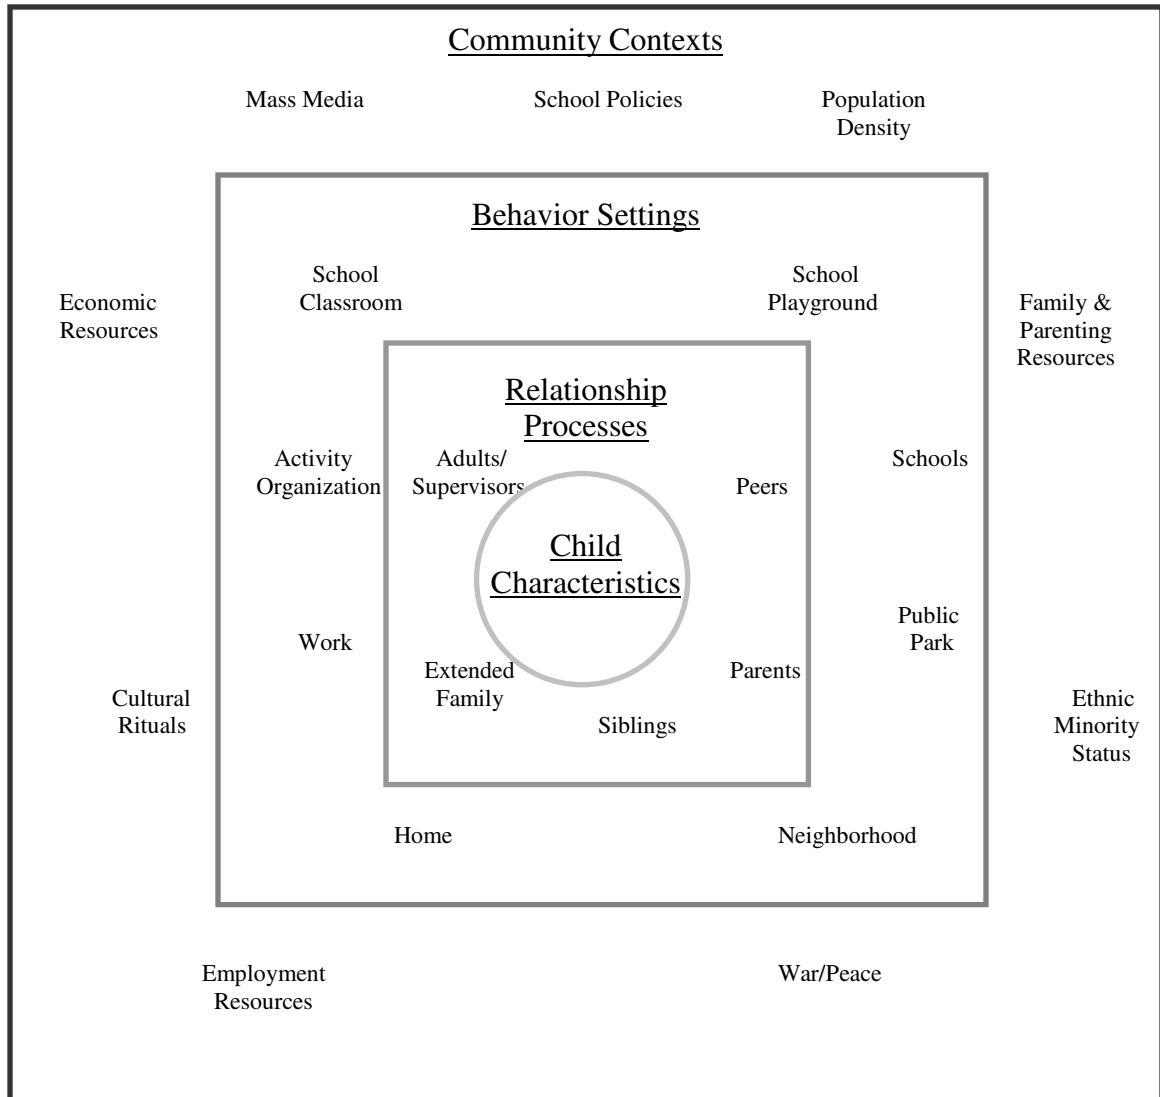 Community Contexts
Mass Media
School Policies
Population
Density
Behavior Settings
School
Classroom
School
Playground
Economic
Resources
Family &
Parenting
Resources
Relationship
Processes
Activity
Organization
Adults/
Supervisors
Peers
Schools
Child
Characteristics
Work
Public
Park
Extended
Family
Parents
Siblings
Cultural
Rituals
Ethnic
Minority
Status
Home
Neighborhood
Employment
Resources
War/Peace